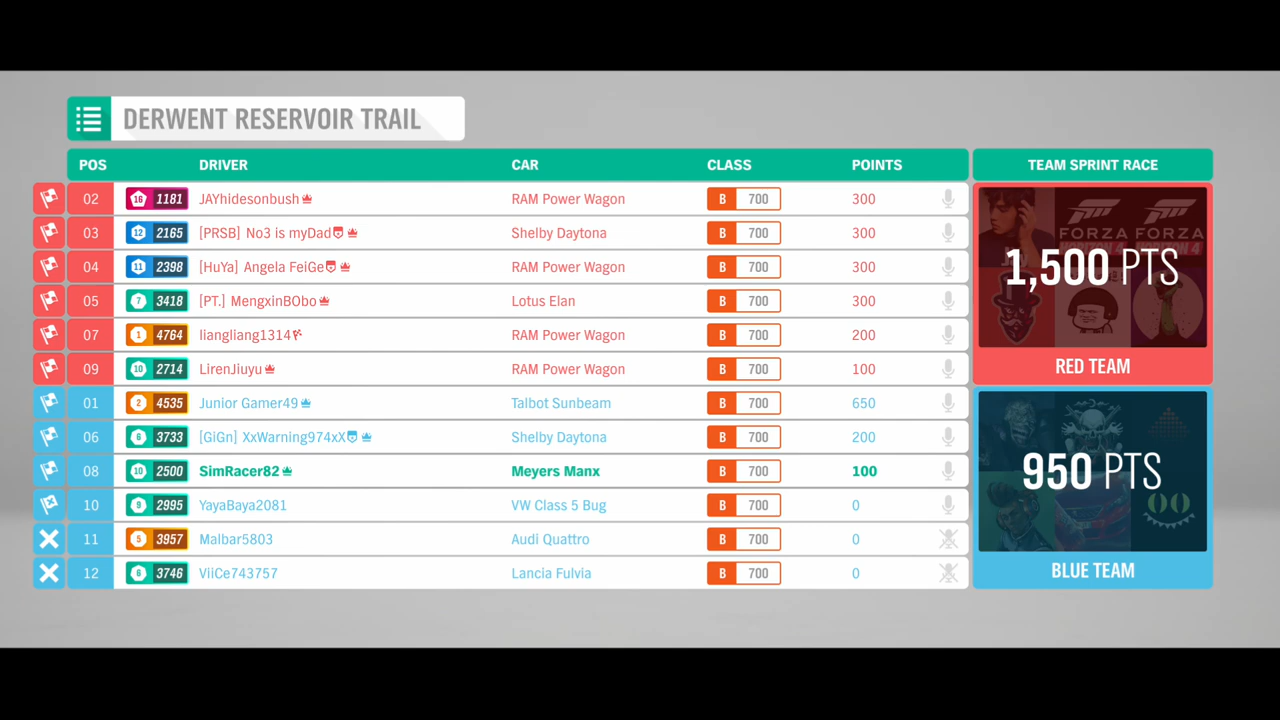 DERWENT RESERVOIR TRAIL
POS DRIVER CAR CLASS POINTS TEAM SPRINT RACE
02 16 1181 JAYhidesonbush RAM Power Wagon B 700 300
03 12 2165 [PRSB] No3 is myDad Shelby Daytona B 700 300
04 11 2398 [HuYa] Angela FeiGe RAM Power Wagon B 700 300
05 7 3418 [PT.] MengxinBObo Lotus Elan B 700 300
07 1 4764 liangliang1314 RAM Power Wagon B 700 200
09 10 2714 LirenJiuyu RAM Power Wagon B 700 100
01 2 4535 Junior Gamer49 Talbot Sunbeam B 700 650
06 6 3733 [GiGn] XxWarning974xX Shelby Daytona B 700 200
08 10 2500 SimRacer82 Meyers Manx B 700 100
10 9 2995 YayaBaya2081 VW Class 5 Bug B 700 0
11 5 3957 Malbar5803 Audi Quattro B 700 0
12 6 3746 ViiCe743757 Lancia Fulvia B 700 0
FORZA FORZA
1,500 PTS
RED TEAM
950 PTS
BLUE TEAM